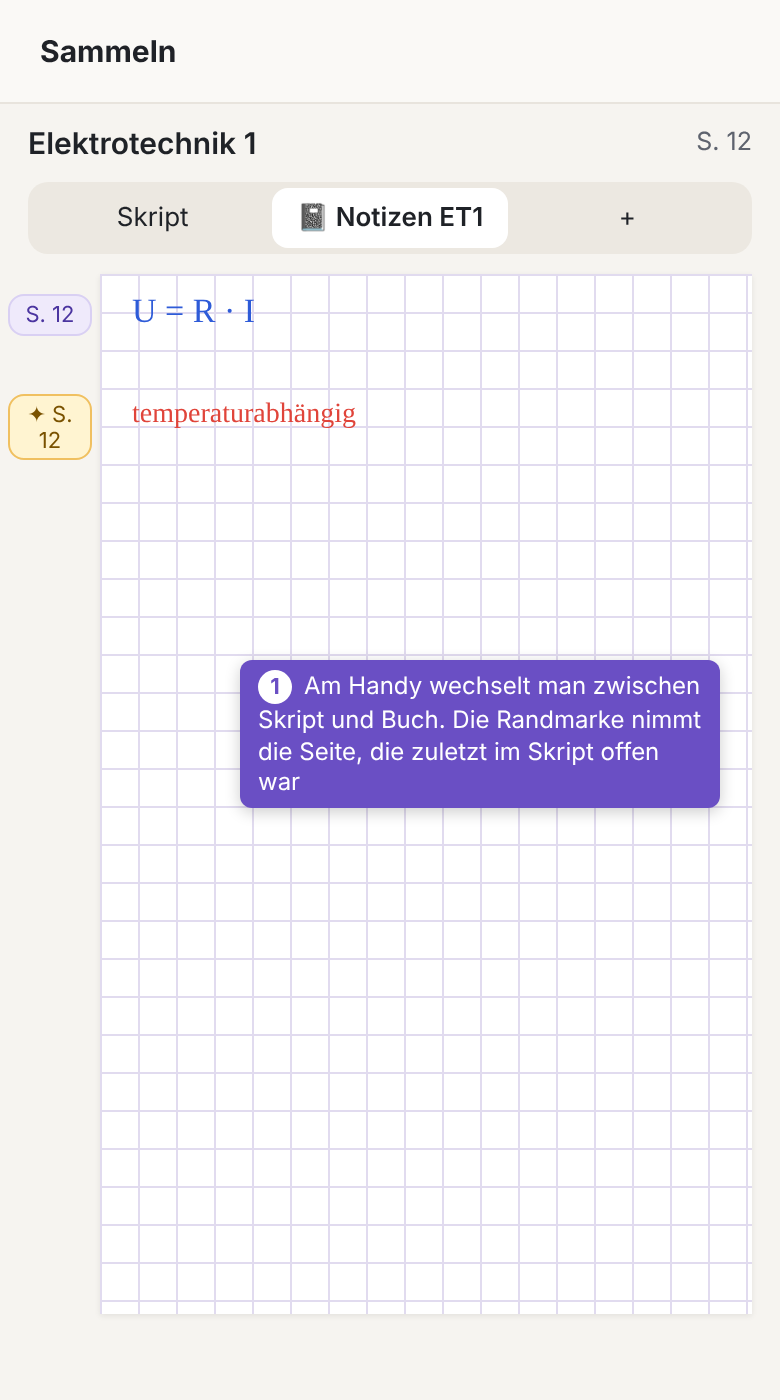 Sammeln
Elektrotechnik 1
S. 12
Skript
📓 Notizen ET1
+
S. 12
U = R · I
✦ S.
12
temperaturabhängig
1 Am Handy wechselt man zwischen
Skript und Buch. Die Randmarke nimmt
die Seite, die zuletzt im Skript offen
war